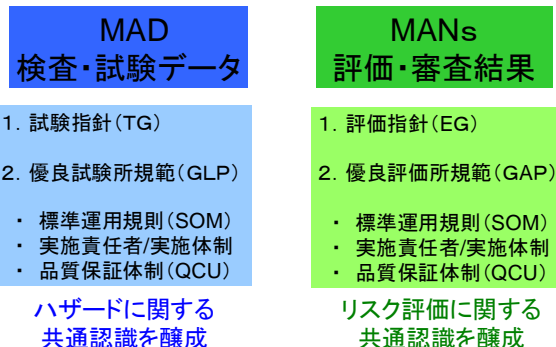 MAD
検査・試験データ
1. 試験指針(TG)
2. 優良試験所規範(GLP)
・ 標準運用規則(SOM)
・ 実施責任者/実施体制
・ 品質保証体制(QCU)
ハザードに関する
共通認識を醸成
MANs
評価・審査結果
1. 評価指針(EG)
2. 優良評価所規範(GAP)
・ 標準運用規則(SOM)
・ 実施責任者/実施体制
・ 品質保証体制(QCU)
リスク評価に関する
共通認識を醸成